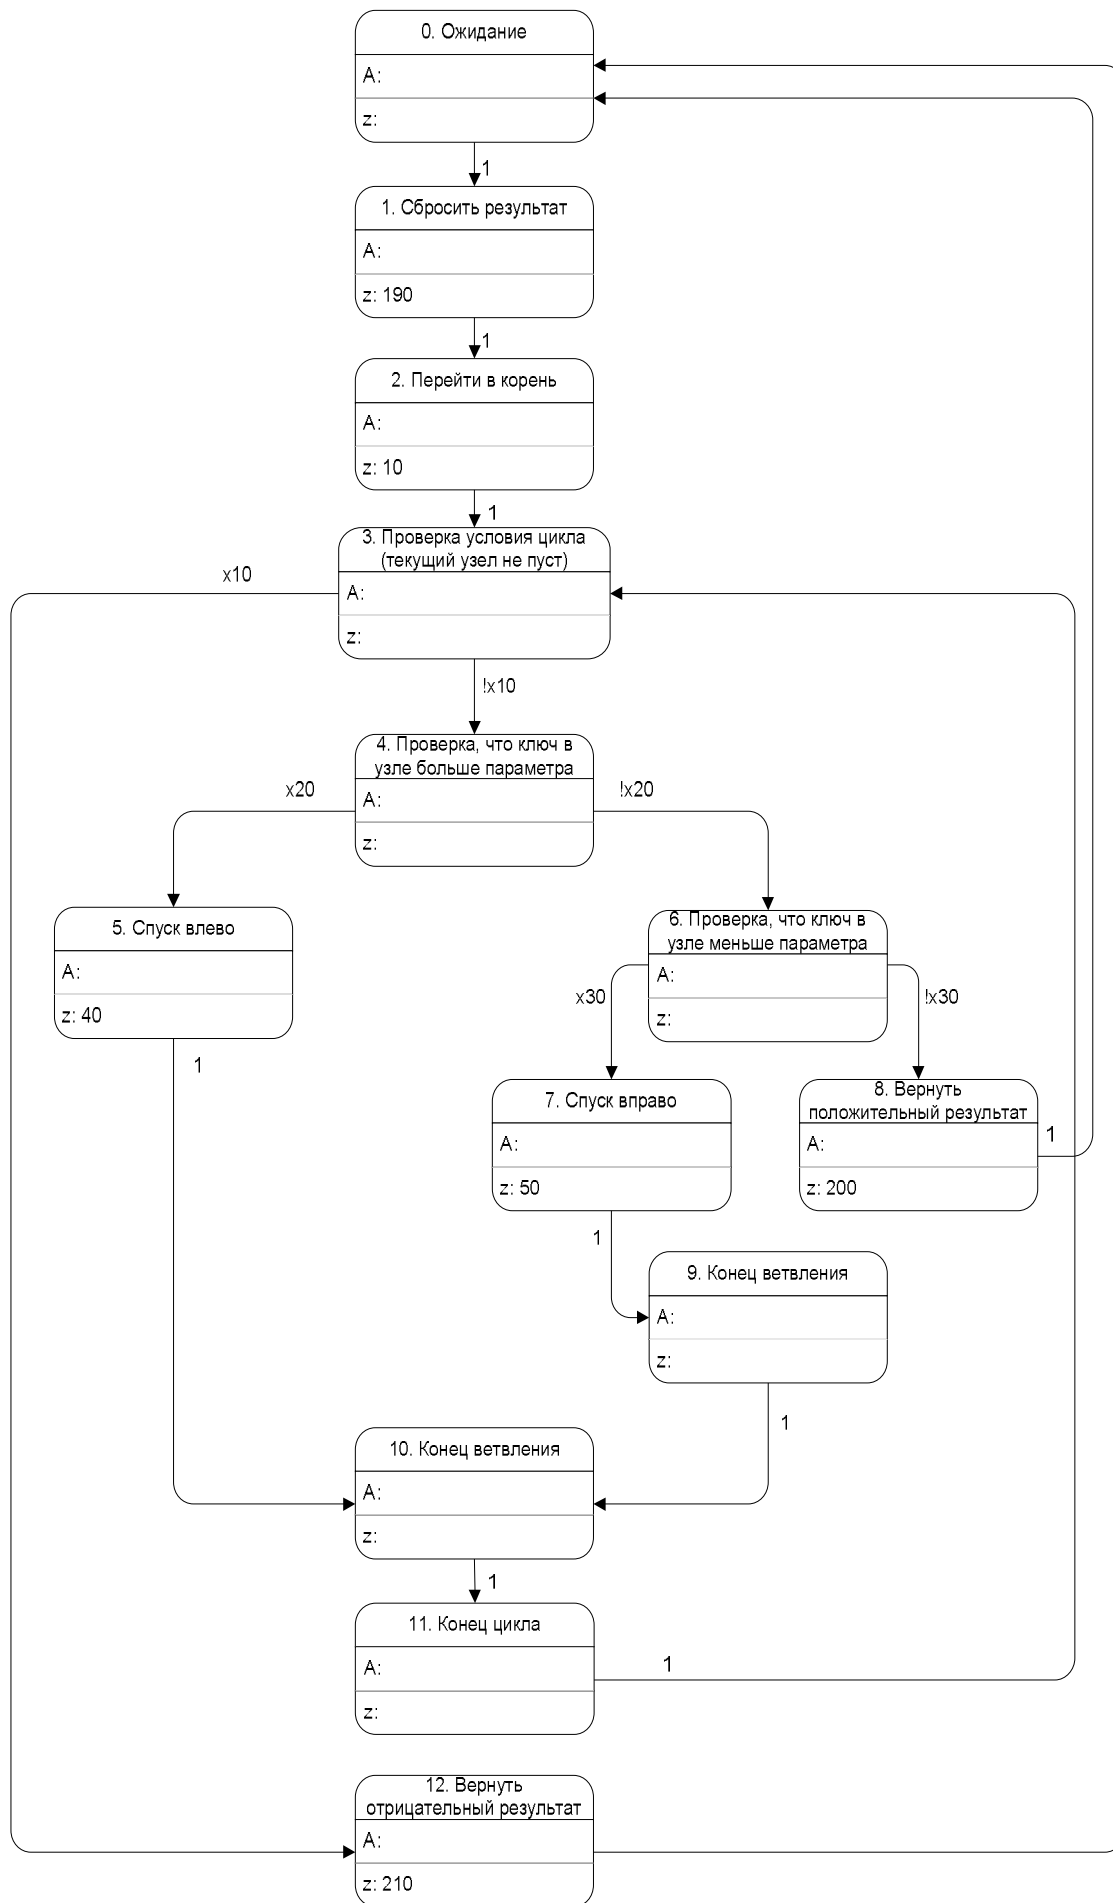 0. Ожидание
A:
z:
1
1. Сбросить результат
A:
z: 190
1
2. Перейти в корень
A:
z: 10
1
3. Проверка условия цикла
(текущий узел не пуст)
A:
z:
x10
!x10
4. Проверка, что ключ в
узле больше параметра
A:
z:
x20
!x20
5. Спуск влево
A:
z: 40
1
6. Проверка, что ключ в
узле меньше параметра
A:
z:
x30
!x30
7. Спуск вправо
A:
z: 50
1
8. Вернуть
положительный результат
A:
z: 200
1
9. Конец ветвления
A:
z:
1
10. Конец ветвления
A:
z:
1
11. Конец цикла
A:
z:
1
12. Вернуть
отрицательный результат
A:
z: 210